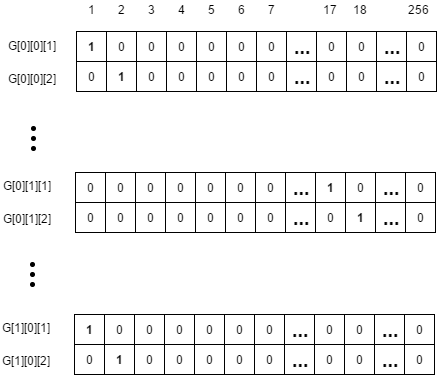 1 2 3 4 5 6 7 17 18 256
G[0][0][1] 1 0 0 0 0 0 0 ... 0 0 ... 0
G[0][0][2] 0 1 0 0 0 0 0 ... 0 0 ... 0
G[0][1][1] 0 0 0 0 0 0 0 ... 1 0 ... 0
G[0][1][2] 0 0 0 0 0 0 0 ... 0 1 ... 0
G[1][0][1] 1 0 0 0 0 0 0 ... 0 0 ... 0
G[1][0][2] 0 1 0 0 0 0 0 ... 0 0 ... 0